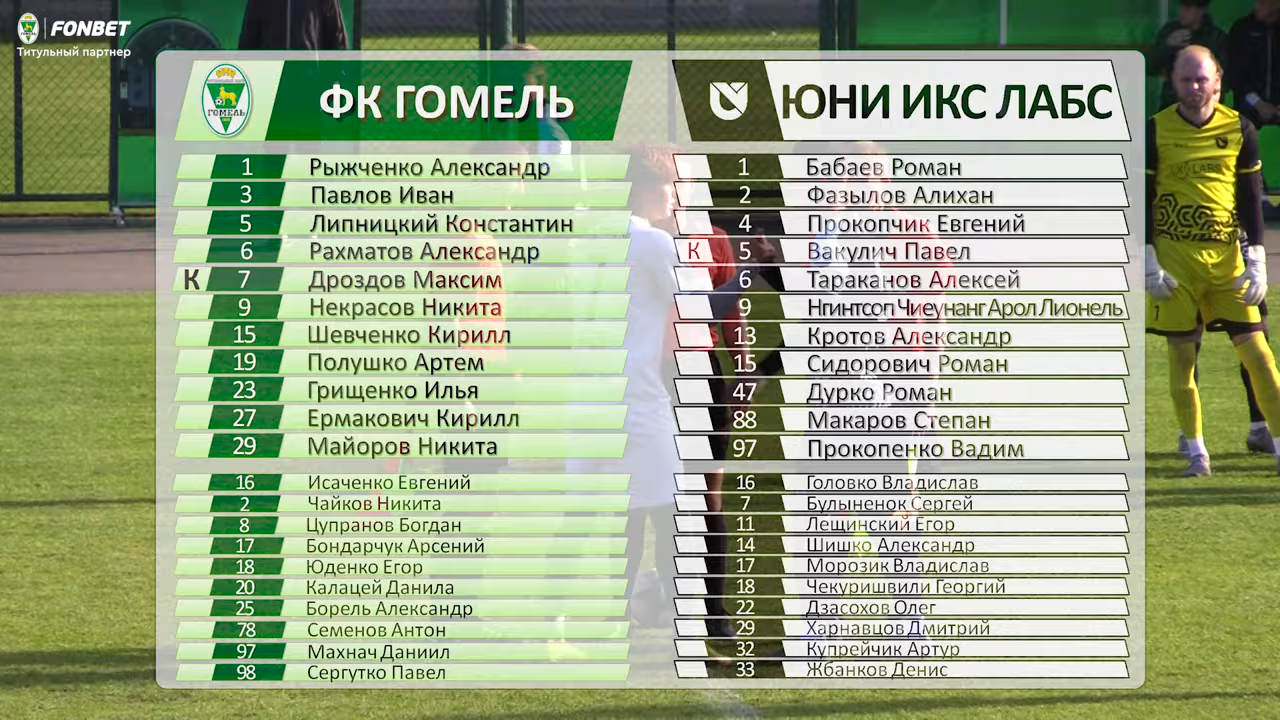 FONBET
Титульный партнер
ФК ГОМЕЛЬ
1 Рыжченко Александр
3 Павлов Иван
5 Липницкий Константин
6 Рахматов Александр
К 7 Дроздов Максим
9 Некрасов Никита
15 Шевченко Кирилл
19 Полушко Артем
23 Грищенко Илья
27 Ермакович Кирилл
29 Майоров Никита
16 Исаченко Евгений
2 Чайков Никита
8 Цупранов Богдан
17 Бондарчук Арсений
18 Юденко Егор
20 Калацей Данила
25 Борель Александр
78 Семенов Антон
97 Махнач Даниил
98 Сергутко Павел
ЮНИ ИКС ЛАБС
1 Бабаев Роман
2 Фазылов Алихан
4 Прокопчик Евгений
К 5 Вакулич Павел
6 Тараканов Алексей
9 Нгинтсоп Чиеунанг Арол Лионель
13 Кротов Александр
15 Сидорович Роман
47 Дурко Роман
88 Макаров Степан
97 Прокопенко Вадим
16 Головко Владислав
7 Булыненок Сергей
11 Лещинский Егор
14 Шишко Александр
17 Морозик Владислав
18 Чекуришвили Георгий
22 Дзасохов Олег
29 Харнавцов Дмитрий
32 Купрейчик Артур
33 Жбанков Денис